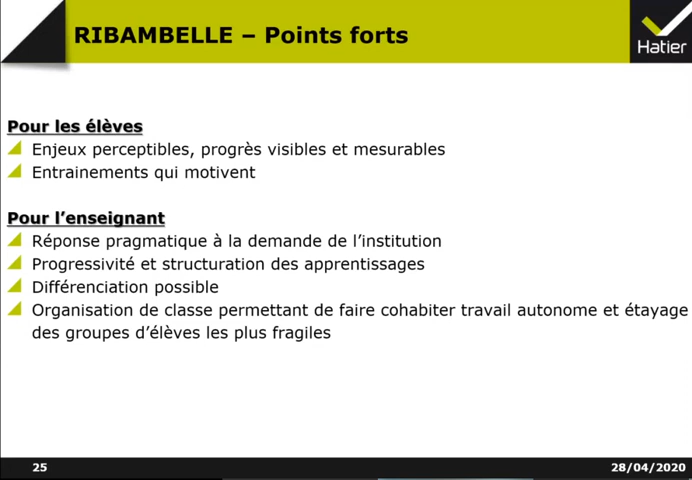 RIBAMBELLE – Points forts
Hatier
Pour les élèves
Enjeux perceptibles, progrès visibles et mesurables
Entrainements qui motivent
Pour l’enseignant
Réponse pragmatique à la demande de l’institution
Progressivité et structuration des apprentissages
Différenciation possible
Organisation de classe permettant de faire cohabiter travail autonome et étayage
des groupes d’élèves les plus fragiles
25
28/04/2020